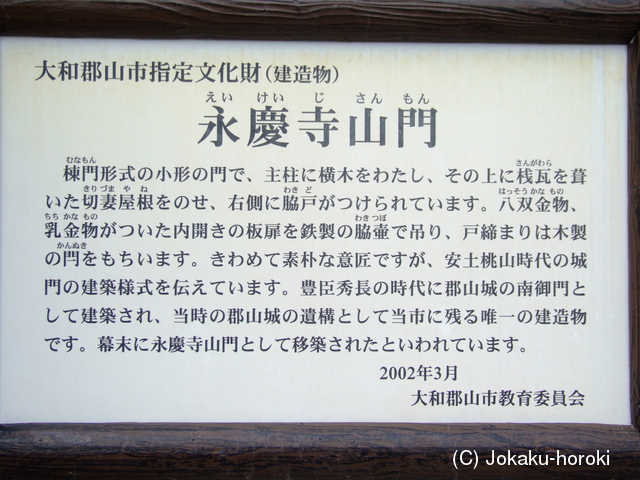 大和郡山市指定文化財（建造物）
えい けい じ さん もん
永慶寺山門
むなもん さんがわら
棟門形式の小形の門で、主柱に横木をわたし、その上に桟瓦を葺
きりづま や ね わき ど はっそうかな もの
いた切妻屋根をのせ、右側に脇戸がつけられています。八双金物、
ちち かな もの わきつぼ
乳金物がついた内開きの板扉を鉄製の脇壷で吊り、戸締まりは木製
かんぬき
の閂をもちいます。きわめて素朴な意匠ですが、安土桃山時代の城
門の建築様式を伝えています。豊臣秀長の時代に郡山城の南御門と
して建築され、当時の郡山城の遺構として当市に残る唯一の建造物
です。幕末に永慶寺山門として移築されたといわれています。
2002年3月
大和郡山市教育委員会
(C) Jokaku-horoki